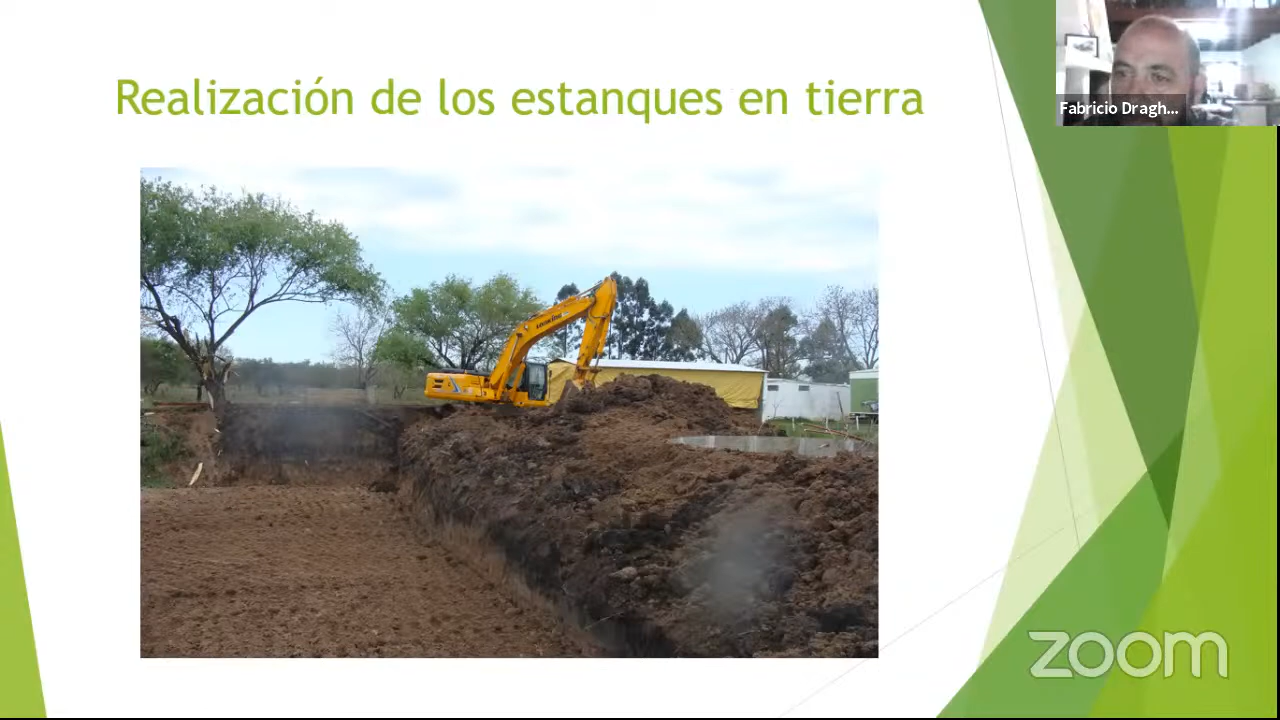 Realización de los estanques en tierra
Fabricio Dragh...
zoom